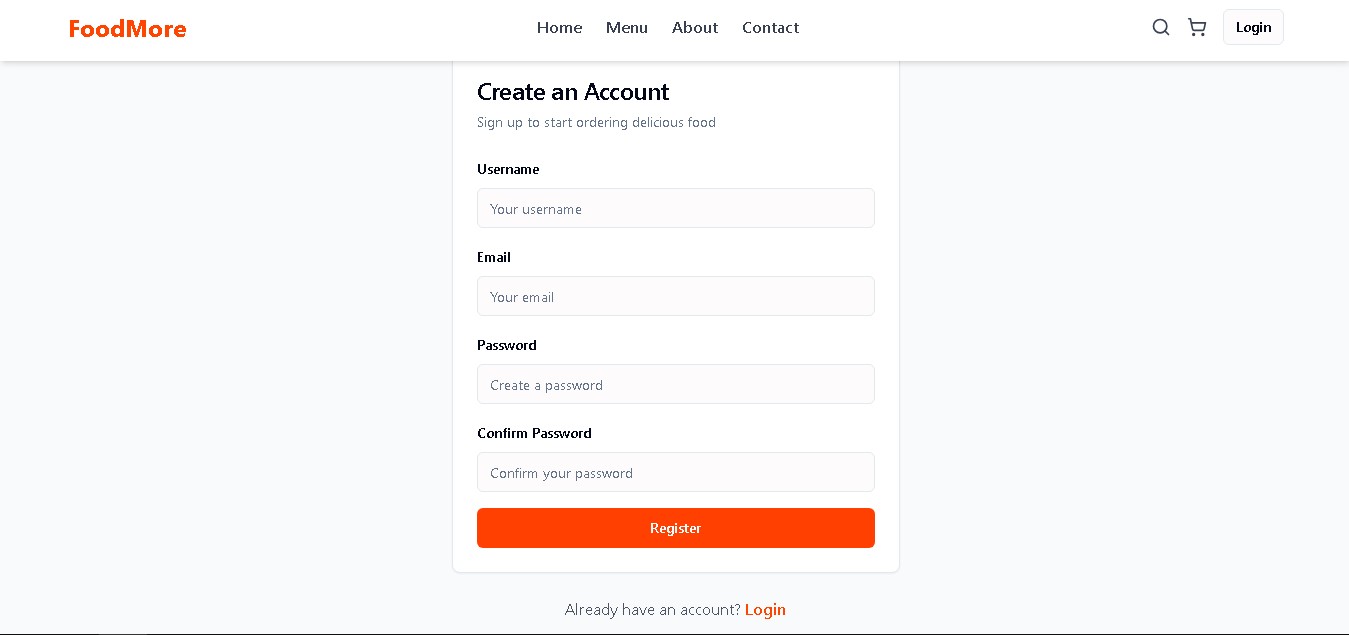 FoodMore
Home Menu About Contact
Login
Create an Account
Sign up to start ordering delicious food
Username
Your username
Email
Your email
Password
Create a password
Confirm Password
Confirm your password
Register
Already have an account? Login